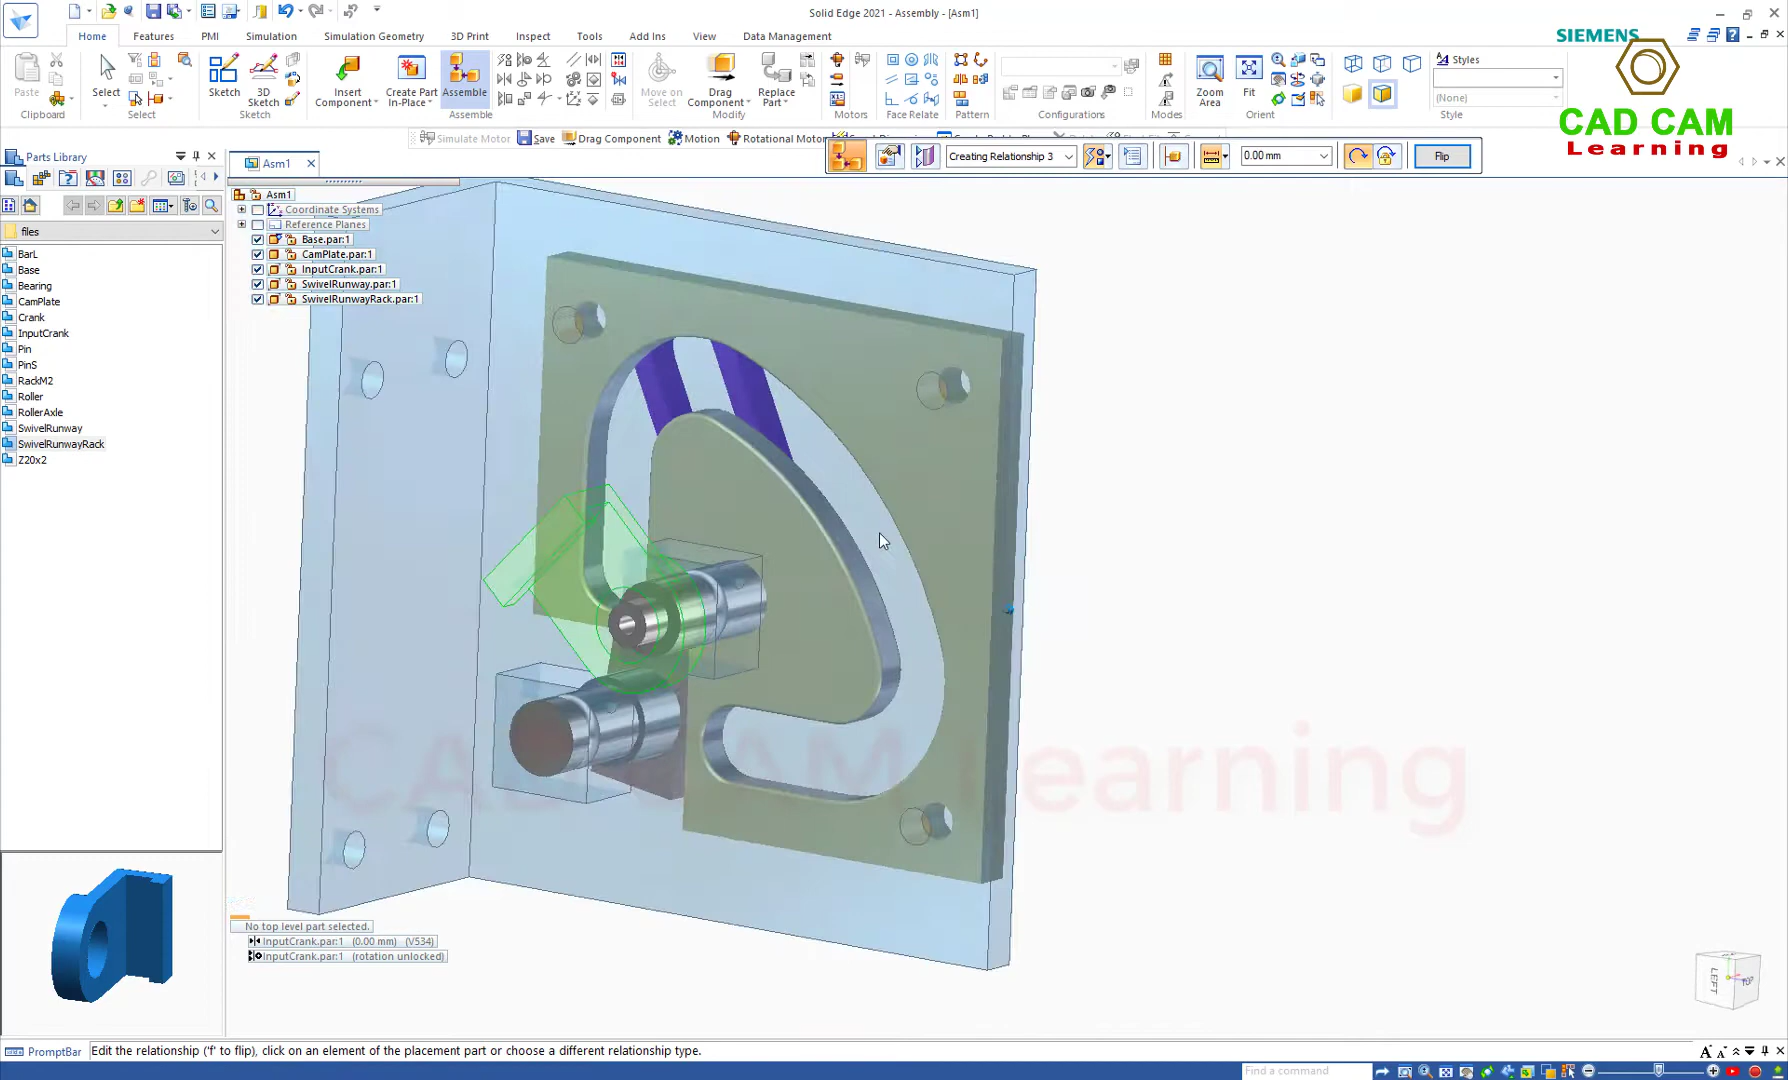 Solid Edge 2021 - Assembly - [Asm1]
Home
Features
PMI
Simulation
Simulation Geometry
3D Print
Inspect
Tools
Add Ins
View
Data Management
SIEMENS
CAD CAM
Learning
Paste
Clipboard
Select
Select
Sketch
3D
Sketch
Sketch
Insert
Component
Create Part
In-Place
Assemble
Assemble
Move on
Select
Drag
Component
Replace
Part
Modify
Motors
Face Relate
Pattern
Configurations
Modes
Zoom
Area
Fit
Orient
Styles
(None)
Style
Simulate Motor
Save
Drag Component
Motion
Rotational Motor
Creating Relationship 3
0.00 mm
Flip
Parts Library
Asm1
files
BarL
Base
Bearing
CamPlate
Crank
InputCrank
Pin
PinS
RackM2
Roller
RollerAxle
SwivelRunway
SwivelRunwayRack
Z20x2
Asm1
Coordinate Systems
Reference Planes
Base.par:1
CamPlate.par:1
InputCrank.par:1
SwivelRunway.par:1
SwivelRunwayRack.par:1
CAD CAM Learning
No top level part selected.
InputCrank.par:1 (0.00 mm) (V534)
InputCrank.par:1 (rotation unlocked)
LEFT
TOP
PromptBar
Edit the relationship ('f' to flip), click on an element of the placement part or choose a different relationship type.
Find a command